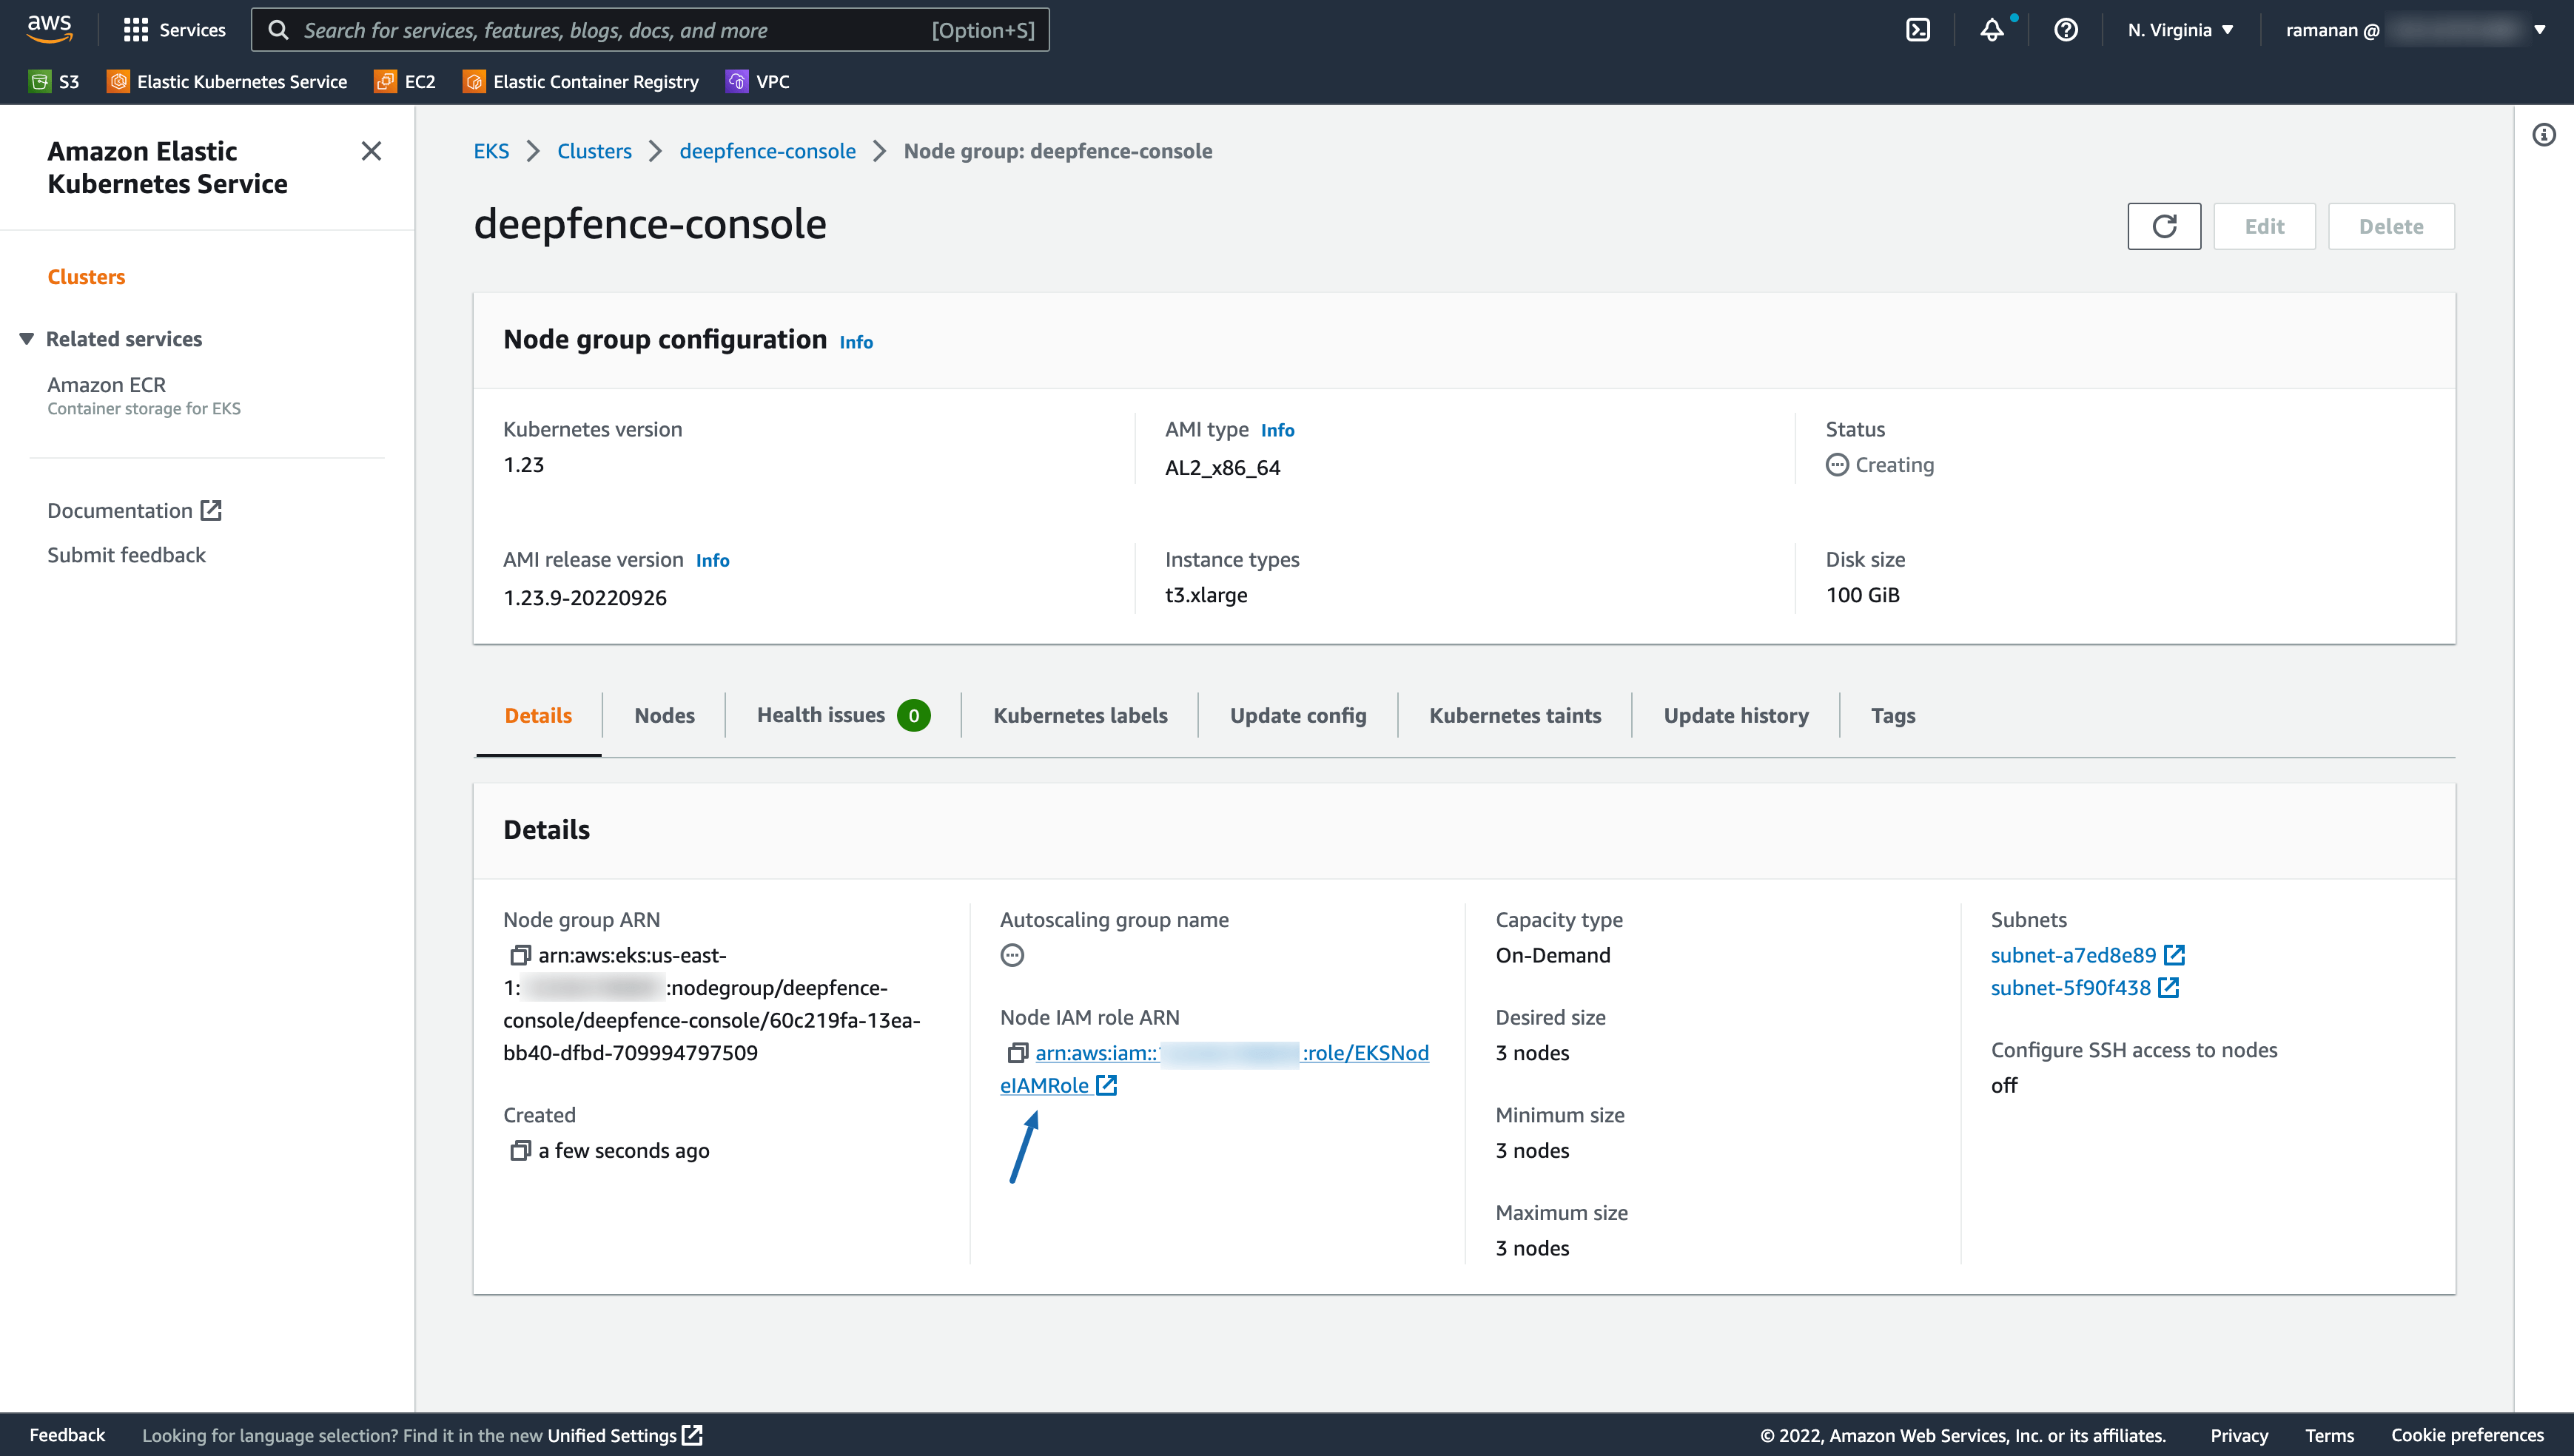 aws
Services
Search for services, features, blogs, docs, and more
[Option+S]
N. Virginia
ramanan @
S3
Elastic Kubernetes Service
EC2
Elastic Container Registry
VPC
Amazon Elastic
Kubernetes Service
Clusters
Related services
Amazon ECR
Container storage for EKS
Documentation
Submit feedback
EKS
Clusters
deepfence-console
Node group: deepfence-console
deepfence-console
Edit
Delete
Node group configuration Info
Kubernetes version
1.23
AMI type Info
AL2_x86_64
Status
Creating
AMI release version Info
1.23.9-20220926
Instance types
t3.xlarge
Disk size
100 GiB
Details
Nodes
Health issues 0
Kubernetes labels
Update config
Kubernetes taints
Update history
Tags
Details
Node group ARN
arn:aws:eks:us-east-
1: :nodegroup/deepfence-
console/deepfence-console/60c219fa-13ea-
bb40-dfbd-709994797509
Created
a few seconds ago
Autoscaling group name
Node IAM role ARN
arn:aws:iam:: :role/EKSNod
eIAMRole
Capacity type
On-Demand
Desired size
3 nodes
Minimum size
3 nodes
Maximum size
3 nodes
Subnets
subnet-a7ed8e89
subnet-5f90f438
Configure SSH access to nodes
off
Feedback
Looking for language selection? Find it in the new Unified Settings
© 2022, Amazon Web Services, Inc. or its affiliates.
Privacy
Terms
Cookie preferences